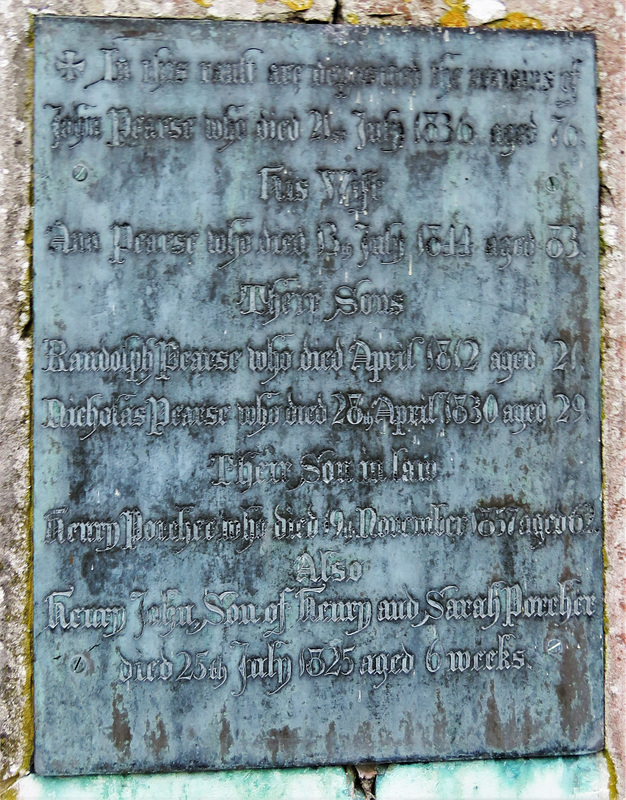 ✠ In this vault are deposited the remains of
John Pearse who died 21st July 1836 aged 76.
His Wife
Ann Pearse who died 13th July 1844 aged 83.
Their Sons
Randolph Pearse who died April 1812 aged 21.
Nicholas Pearse who died 28th April 1830 aged 29.
Their Son in law
Henry Porcher who died 9th November 1857 aged
Also
Henry John, Son of Henry and Sarah Porcher
died 25th July 1825 aged 6 weeks.